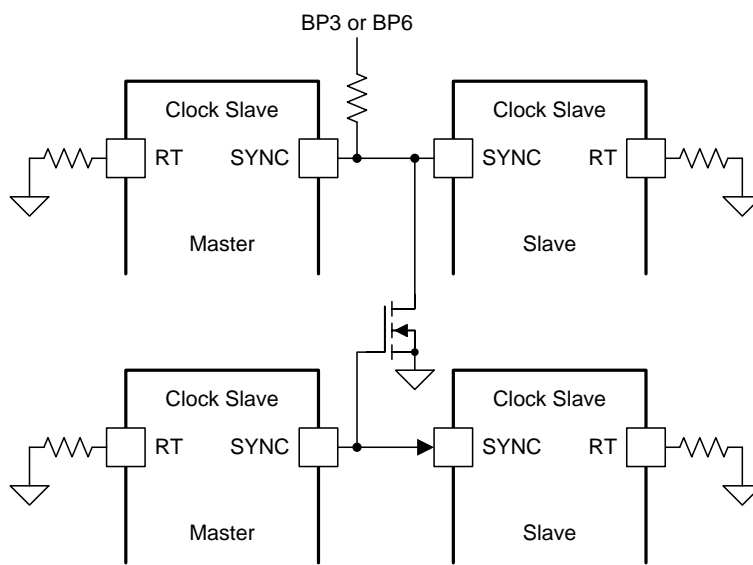 BP3 or BP6
Clock Slave
Clock Slave
RT SYNC
SYNC RT
Master
Slave
Clock Slave
Clock Slave
RT SYNC
SYNC RT
Master
Slave